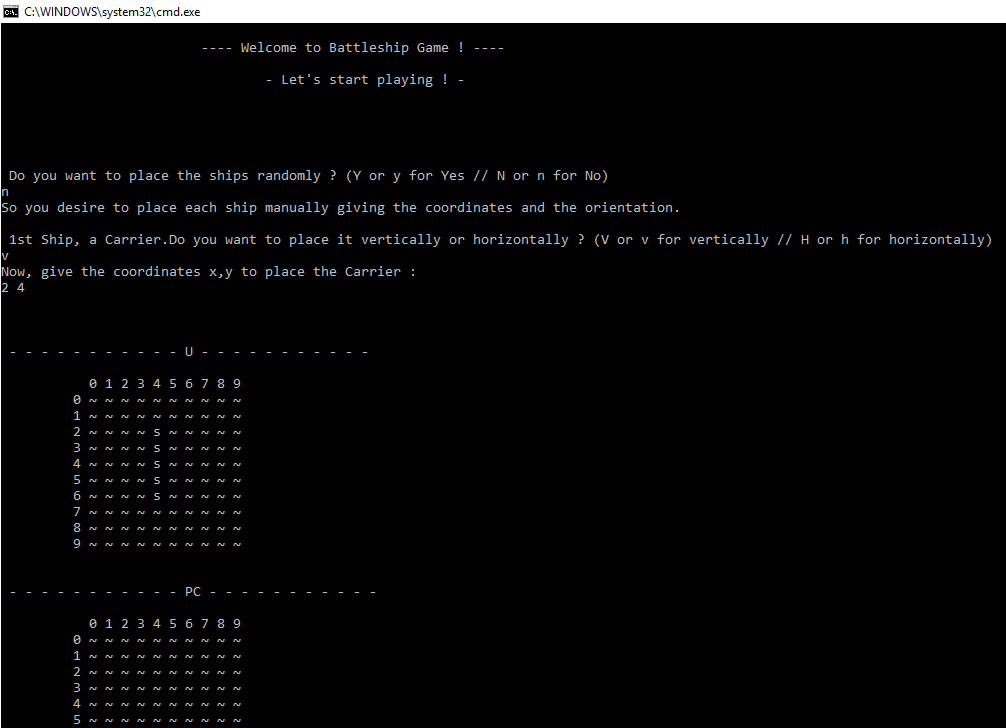 C:\WINDOWS\system32\cmd.exe
---- Welcome to Battleship Game ! ----
- Let's start playing ! -
Do you want to place the ships randomly ? (Y or y for Yes // N or n for No)
n
So you desire to place each ship manually giving the coordinates and the orientation.
1st Ship, a Carrier.Do you want to place it vertically or horizontally ? (V or v for vertically // H or h for horizontally)
v
Now, give the coordinates x,y to place the Carrier :
2 4
- - - - - - - - - - - U - - - - - - - - - - -
0 1 2 3 4 5 6 7 8 9
0 ~ ~ ~ ~ ~ ~ ~ ~ ~ ~
1 ~ ~ ~ ~ ~ ~ ~ ~ ~ ~
2 ~ ~ ~ ~ s ~ ~ ~ ~ ~
3 ~ ~ ~ ~ s ~ ~ ~ ~ ~
4 ~ ~ ~ ~ s ~ ~ ~ ~ ~
5 ~ ~ ~ ~ s ~ ~ ~ ~ ~
6 ~ ~ ~ ~ s ~ ~ ~ ~ ~
7 ~ ~ ~ ~ ~ ~ ~ ~ ~ ~
8 ~ ~ ~ ~ ~ ~ ~ ~ ~ ~
9 ~ ~ ~ ~ ~ ~ ~ ~ ~ ~
- - - - - - - - - - - PC - - - - - - - - - - -
0 1 2 3 4 5 6 7 8 9
0 ~ ~ ~ ~ ~ ~ ~ ~ ~ ~
1 ~ ~ ~ ~ ~ ~ ~ ~ ~ ~
2 ~ ~ ~ ~ ~ ~ ~ ~ ~ ~
3 ~ ~ ~ ~ ~ ~ ~ ~ ~ ~
4 ~ ~ ~ ~ ~ ~ ~ ~ ~ ~
5 ~ ~ ~ ~ ~ ~ ~ ~ ~ ~